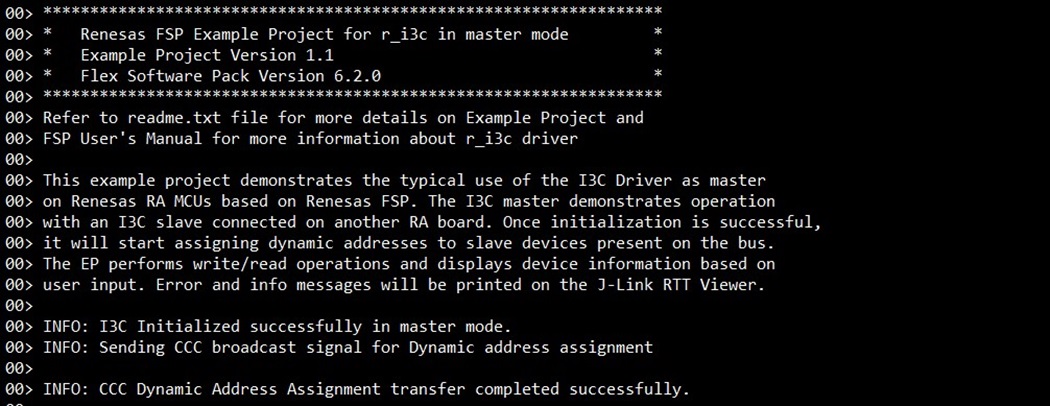 00> ******************************************************************
00> *   Renesas FSP Example Project for r_i3c in master mode         *
00> *   Example Project Version 1.1                                  *
00> *   Flex Software Pack Version 6.2.0                             *
00> ******************************************************************
00> Refer to readme.txt file for more details on Example Project and
00> FSP User's Manual for more information about r_i3c driver
00>
00> This example project demonstrates the typical use of the I3C Driver as master
00> on Renesas RA MCUs based on Renesas FSP. The I3C master demonstrates operation
00> with an I3C slave connected on another RA board. Once initialization is successful,
00> it will start assigning dynamic addresses to slave devices present on the bus.
00> The EP performs write/read operations and displays device information based on
00> user input. Error and info messages will be printed on the J-Link RTT Viewer.
00>
00> INFO: I3C Initialized successfully in master mode.
00> INFO: Sending CCC broadcast signal for Dynamic address assignment
00>
00> INFO: CCC Dynamic Address Assignment transfer completed successfully.